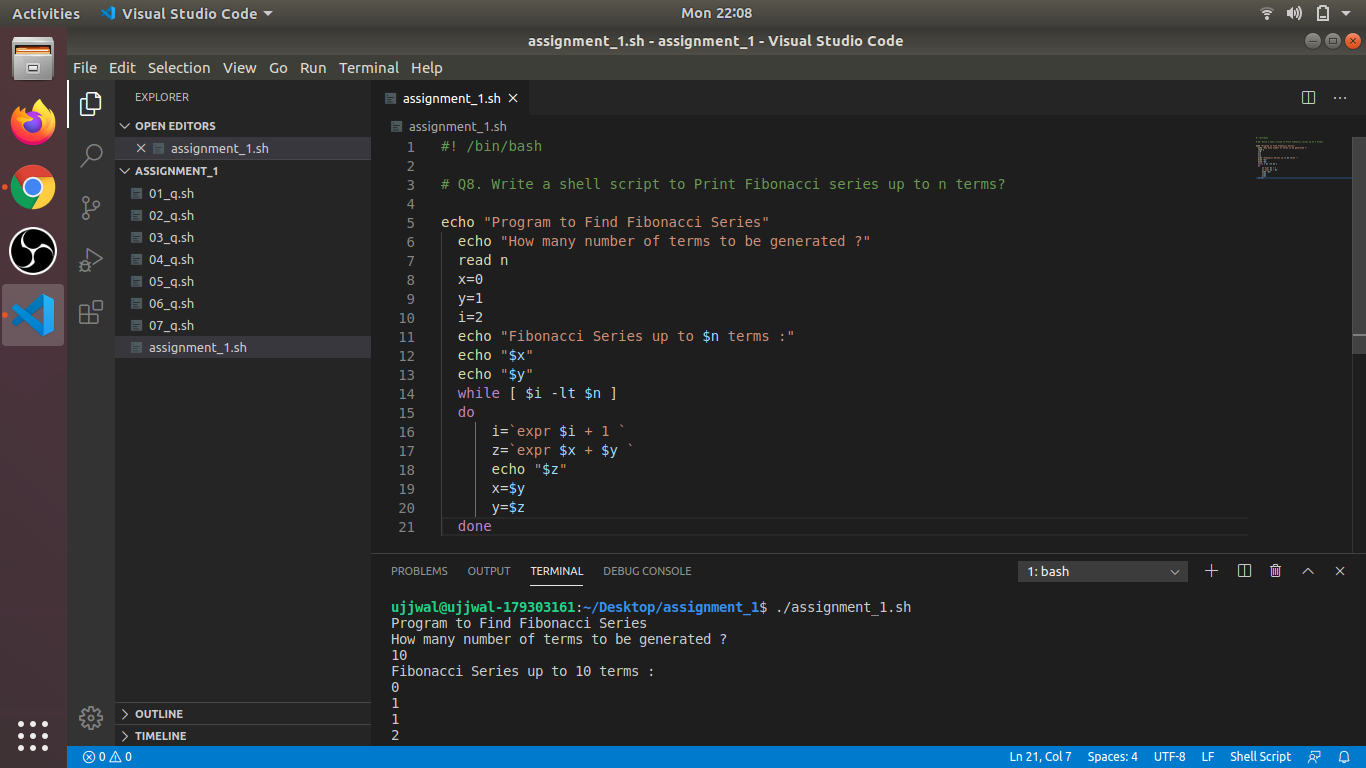 Activities Visual Studio Code Mon 22:08
assignment_1.sh - assignment_1 - Visual Studio Code
File Edit Selection View Go Run Terminal Help
EXPLORER
OPEN EDITORS
assignment_1.sh
ASSIGNMENT_1
01_q.sh
02_q.sh
03_q.sh
04_q.sh
05_q.sh
06_q.sh
07_q.sh
assignment_1.sh
OUTLINE
TIMELINE
assignment_1.sh
assignment_1.sh
1 #! /bin/bash
2
3 # Q8. Write a shell script to Print Fibonacci series up to n terms?
4
5 echo "Program to Find Fibonacci Series"
6 echo "How many number of terms to be generated ?"
7 read n
8 x=0
9 y=1
10 i=2
11 echo "Fibonacci Series up to $n terms :"
12 echo "$x"
13 echo "$y"
14 while [ $i -lt $n ]
15 do
16 i=`expr $i + 1 `
17 z=`expr $x + $y `
18 echo "$z"
19 x=$y
20 y=$z
21 done
PROBLEMS OUTPUT TERMINAL DEBUG CONSOLE 1: bash
ujjwal@ujjwal-179303161:~/Desktop/assignment_1$ ./assignment_1.sh
Program to Find Fibonacci Series
How many number of terms to be generated ?
10
Fibonacci Series up to 10 terms :
0
1
1
2
0 0 Ln 21, Col 7 Spaces: 4 UTF-8 LF Shell Script